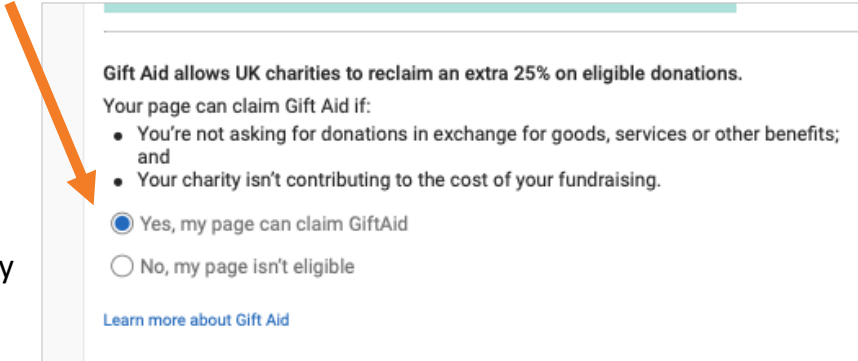 Gift Aid allows UK charities to reclaim an extra 25% on eligible donations.
Your page can claim Gift Aid if:
• You're not asking for donations in exchange for goods, services or other benefits;
and
• Your charity isn't contributing to the cost of your fundraising.
Yes, my page can claim GiftAid
y
No, my page isn't eligible
Learn more about Gift Aid